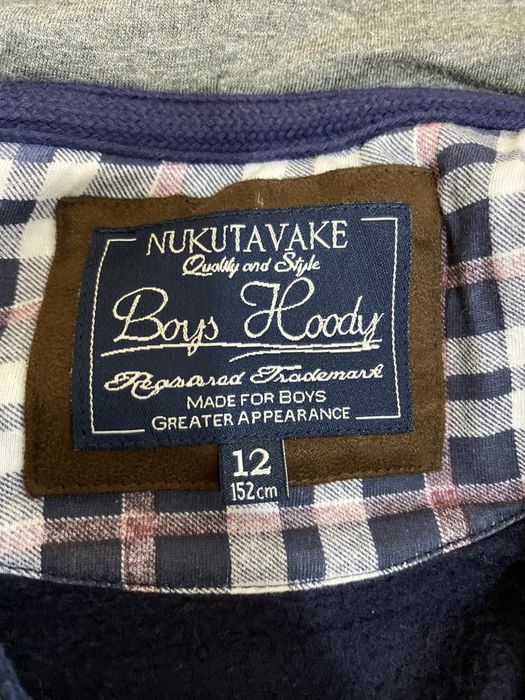 NUKUTAVAKE
Quality and Style
Boys Hoody
Registered Trademark
MADE FOR BOYS
GREATER APPEARANCE
12
152cm